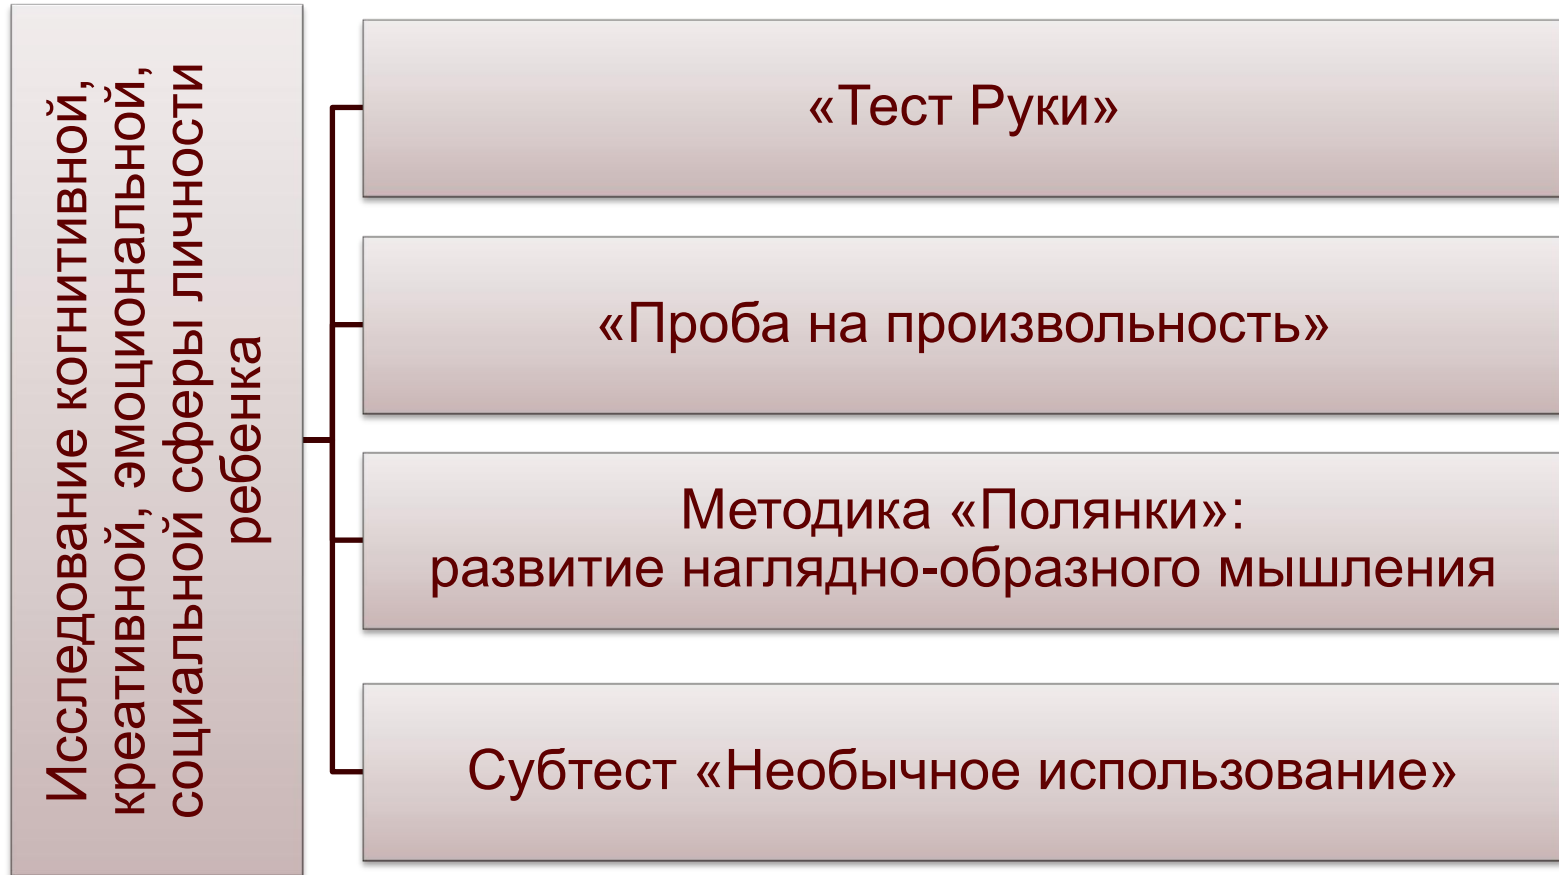 Исследование когнитивной,
креативной, эмоциональной,
социальной сферы личности
ребенка
«Тест Руки»
«Проба на произвольность»
Методика «Полянки»:
развитие наглядно-образного мышления
Субтест «Необычное использование»